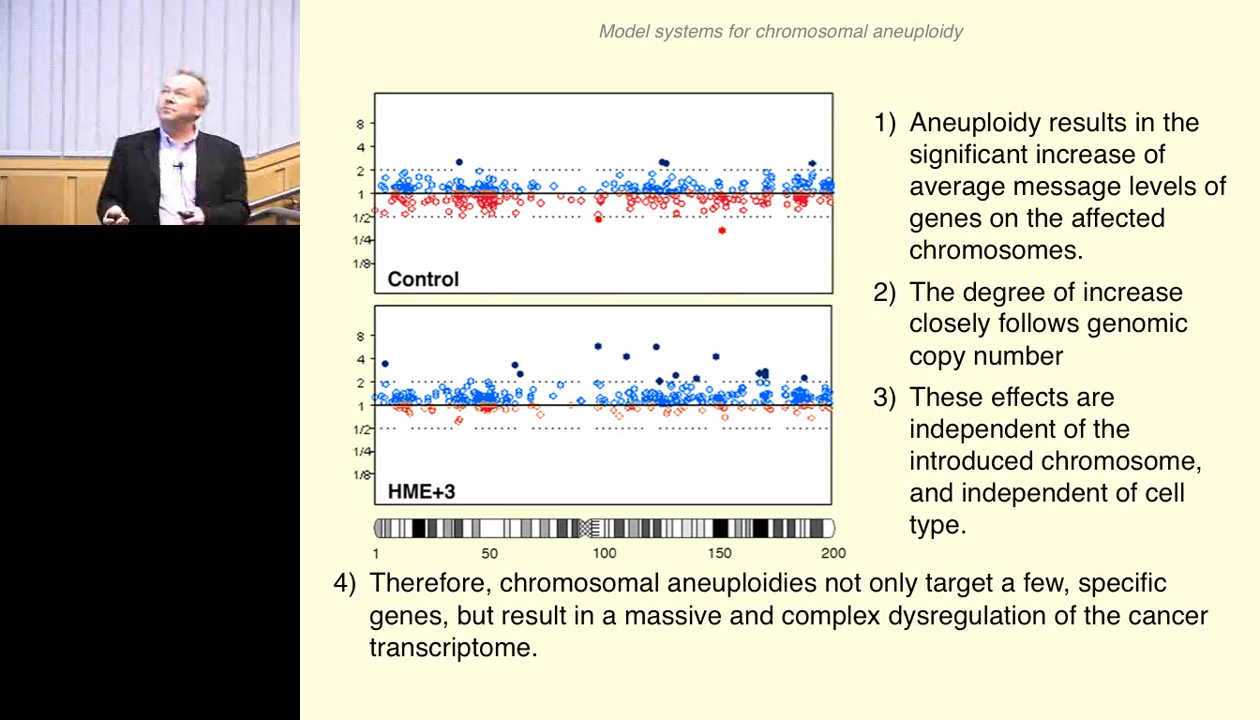 Model systems for chromosomal aneuploidy
8
4
2
1
1/2
1/4
1/8
Control
8
4
2
1
1/2
1/4
1/8
HME+3
1 50 100 150 200
1) Aneuploidy results in the
significant increase of
average message levels of
genes on the affected
chromosomes.
2) The degree of increase
closely follows genomic
copy number
3) These effects are
independent of the
introduced chromosome,
and independent of cell
type.
4) Therefore, chromosomal aneuploidies not only target a few, specific
genes, but result in a massive and complex dysregulation of the cancer
transcriptome.